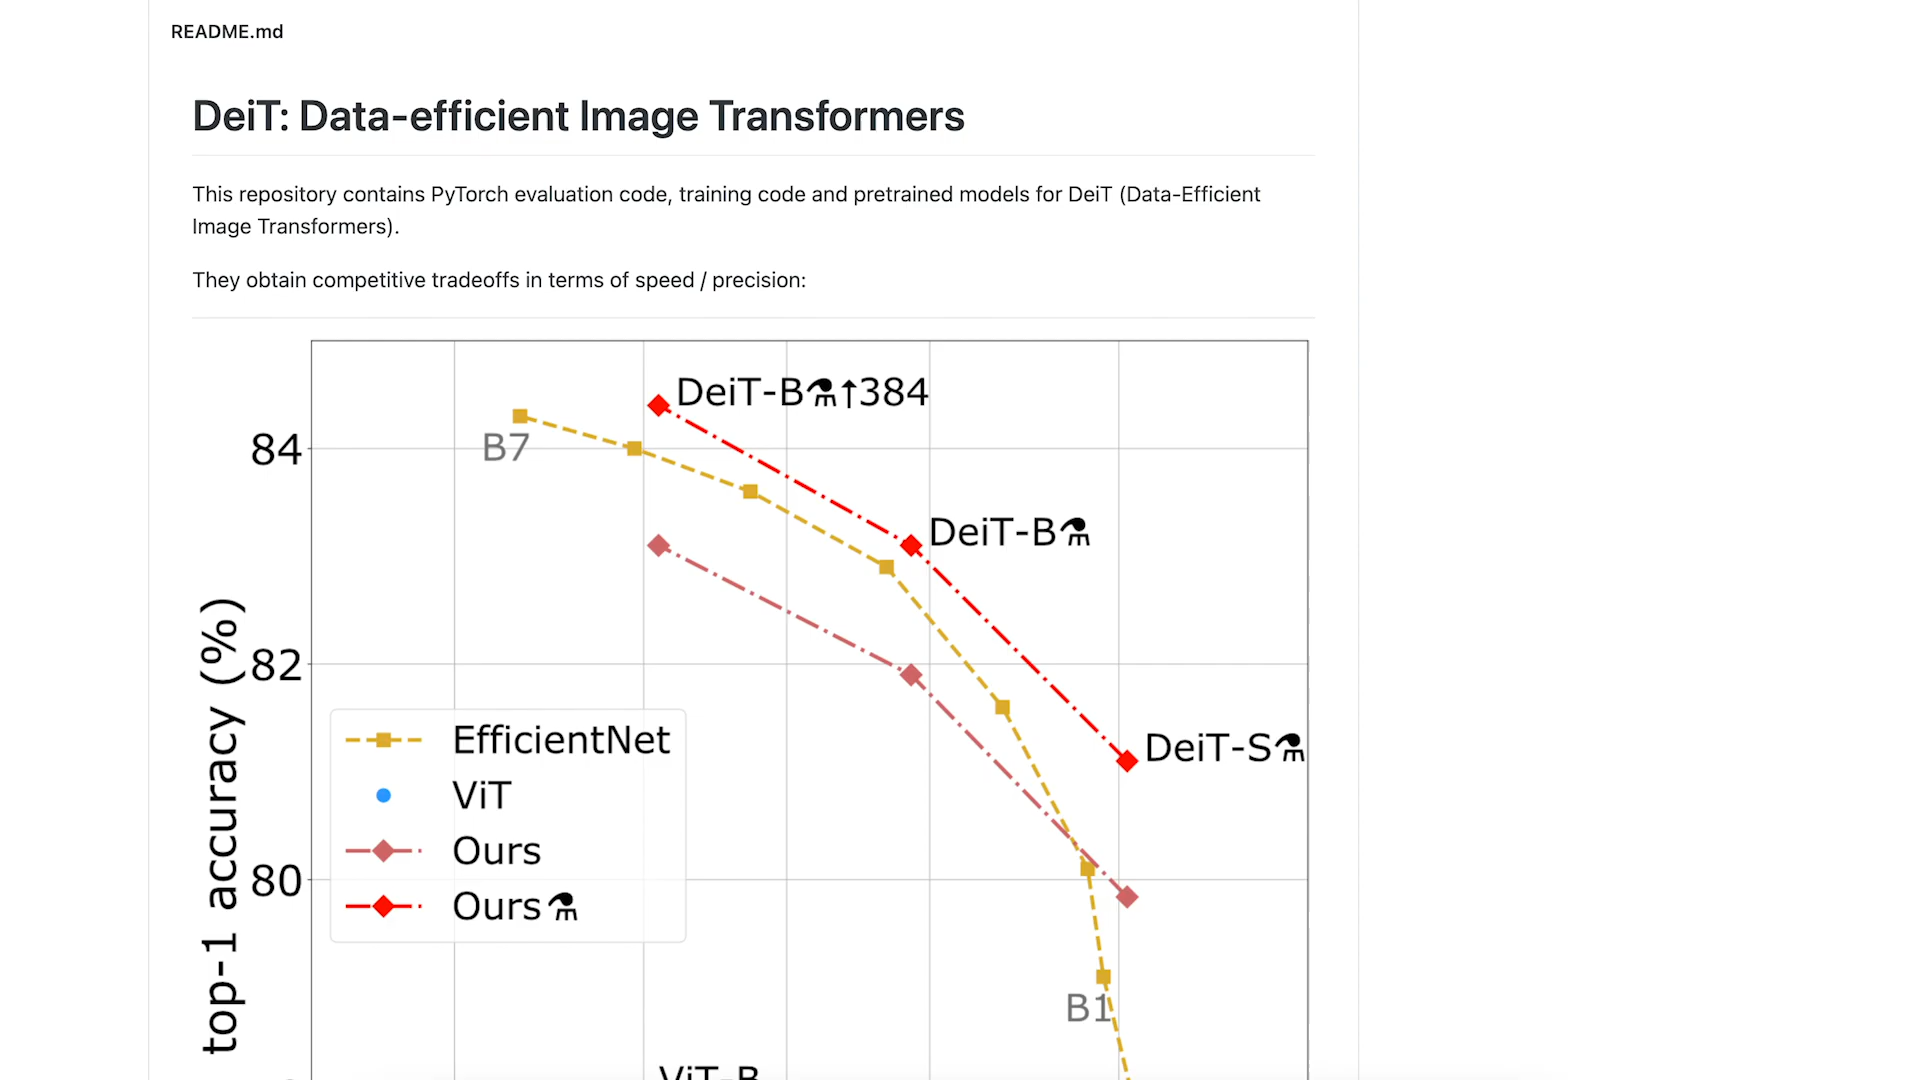 README.md
DeiT: Data-efficient Image Transformers
This repository contains PyTorch evaluation code, training code and pretrained models for DeiT (Data-Efficient
Image Transformers).
They obtain competitive tradeoffs in terms of speed / precision:
DeiT-B⚗↑384
B7
84
DeiT-B⚗
82
DeiT-S⚗
EfficientNet
ViT
Ours
80
Ours⚗
top-1 accuracy (%)
B1
ViT-B